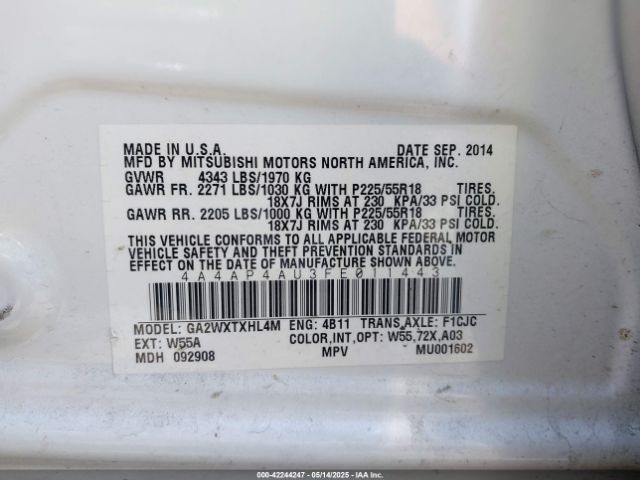 MADE IN U.S.A. DATE SEP. 2014
MFD BY MITSUBISHI MOTORS NORTH AMERICA, INC.
GVWR 4343 LBS/1970 KG
GAWR FR. 2271 LBS/1030 KG WITH P225/55R18 TIRES,
18X7J RIMS AT 230 KPA/33 PSI COLD.
GAWR RR. 2205 LBS/1000 KG WITH P225/55R18 TIRES,
18X7J RIMS AT 230 KPA/33 PSI COLD.
THIS VEHICLE CONFORMS TO ALL APPLICABLE FEDERAL MOTOR
VEHICLE SAFETY AND THEFT PREVENTION STANDARDS IN
EFFECT ON THE DATE OF MANUFACTURE SHOWN ABOVE.
4A4AP4AU3FE011443
MODEL: GA2WXTXHL4M ENG: 4B11 TRANS,AXLE: F1CJC
EXT: W55A COLOR,INT,OPT: W55,72X,A03
MDH 092908 MPV MU001602
000-42244247 - 05/14/2025 - IAAI, Inc.